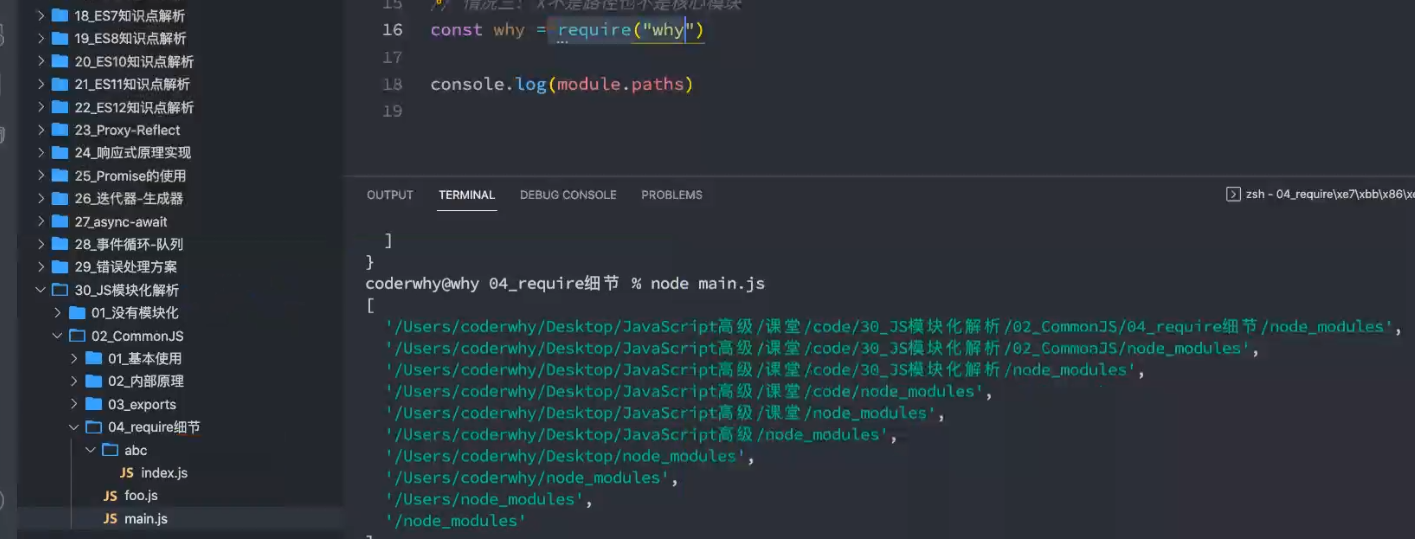 18_ES7知识点解析
19_ES8知识点解析
20_ES10知识点解析
21_ES11知识点解析
22_ES12知识点解析
23_Proxy-Reflect
24_响应式原理实现
25_Promise的使用
26_迭代器-生成器
27_async-await
28_事件循环-队列
29_错误处理方案
30_JS模块化解析
01_没有模块化
02_CommonJS
01_基本使用
02_内部原理
03_exports
04_require细节
abc
JS index.js
JS foo.js
JS main.js
15 // 情况三: X不是路径也不是核心模块
16 const why = require("why")
17
18 console.log(module.paths)
19
OUTPUT TERMINAL DEBUG CONSOLE PROBLEMS
zsh - 04_require\xe7\xbb\x86\xe
]
}
coderwhy@why 04_require细节 % node main.js
[
'/Users/coderwhy/Desktop/JavaScript高级/课堂/code/30_JS模块化解析/02_CommonJS/04_require细节/node_modules',
'/Users/coderwhy/Desktop/JavaScript高级/课堂/code/30_JS模块化解析/02_CommonJS/node_modules',
'/Users/coderwhy/Desktop/JavaScript高级/课堂/code/30_JS模块化解析/node_modules',
'/Users/coderwhy/Desktop/JavaScript高级/课堂/code/node_modules',
'/Users/coderwhy/Desktop/JavaScript高级/课堂/node_modules',
'/Users/coderwhy/Desktop/JavaScript高级/node_modules',
'/Users/coderwhy/Desktop/node_modules',
'/Users/coderwhy/node_modules',
'/Users/node_modules',
'/node_modules'